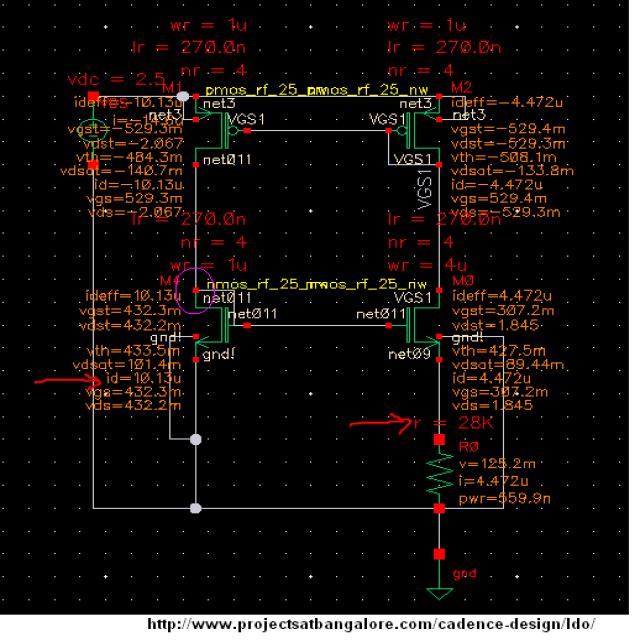 wr = 1u
wr = 1u
lr = 270.0n
lr = 270.0n
nr = 4
nr = 4
vdc = 2.5
M1
pmos_rf_25_
pmos_rf_25_nw
M2
net3
net3
net3
net3
VGS1
VGS1
ideff=-10.13u
vgst=-529.3m
vdst=-2.067
vth=-484.3m
vdsat=-140.7m
id=-10.13u
vgs=529.3m
vds=-2.067
ideff=-4.472u
vgst=-529.4m
vdst=-529.3m
vth=-508.1m
vdsat=-133.8m
id=-4.472u
vgs=529.4m
vds=-529.3m
net011
VGS1
VGS1
lr = 270.0n
lr = 270.0n
nr = 4
nr = 4
wr = 1u
wr = 4u
nmos_rf_25_
nmos_rf_25_nw
M0
net011
VGS1
net011
net011
gnd!
gnd!
gnd!
net09
ideff=10.13u
vgst=432.3m
vdst=432.2m
vth=433.5m
vdsat=101.4m
id=10.13u
vgs=432.3m
vds=432.2m
ideff=4.472u
vgst=307.2m
vdst=1.845
vth=427.5m
vdsat=89.44m
id=4.472u
vgs=307.2m
vds=1.845
r = 28K
R0
v=125.2m
i=4.472u
pwr=559.9n
gnd
http://www.projectsatbangalore.com/cadence-design/ldo/